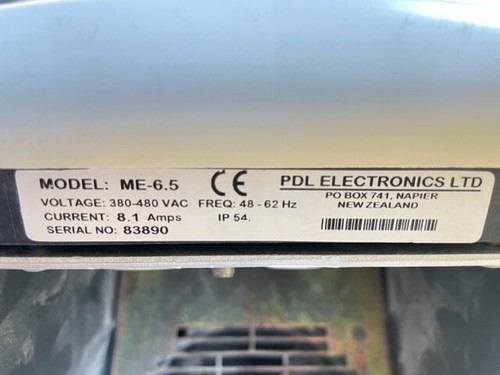 MODEL: ME-6.5 CE PDL ELECTRONICS LTD
VOLTAGE: 380-480 VAC FREQ: 48 - 62 Hz PO BOX 741, NAPIER
NEW ZEALAND
CURRENT: 8.1 Amps IP 54.
SERIAL NO: 83890